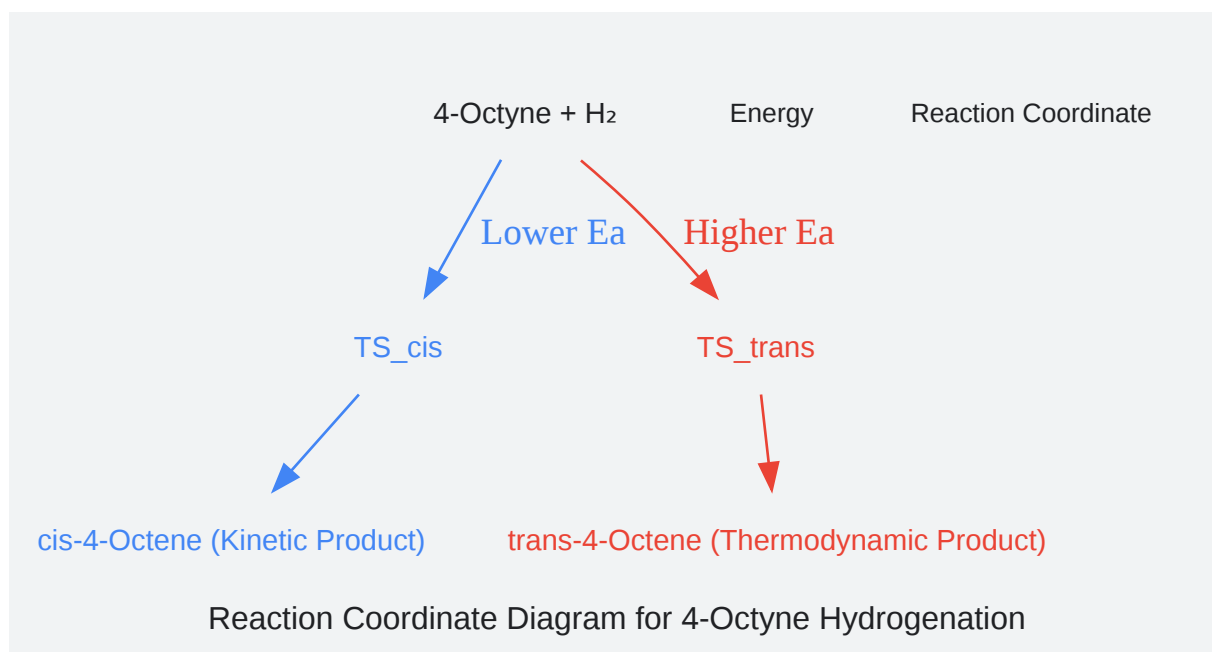 4-Octyne + H₂
Energy
Reaction Coordinate
Lower Ea
Higher Ea
TS_cis
TS_trans
cis-4-Octene (Kinetic Product)
trans-4-Octene (Thermodynamic Product)
Reaction Coordinate Diagram for 4-Octyne Hydrogenation